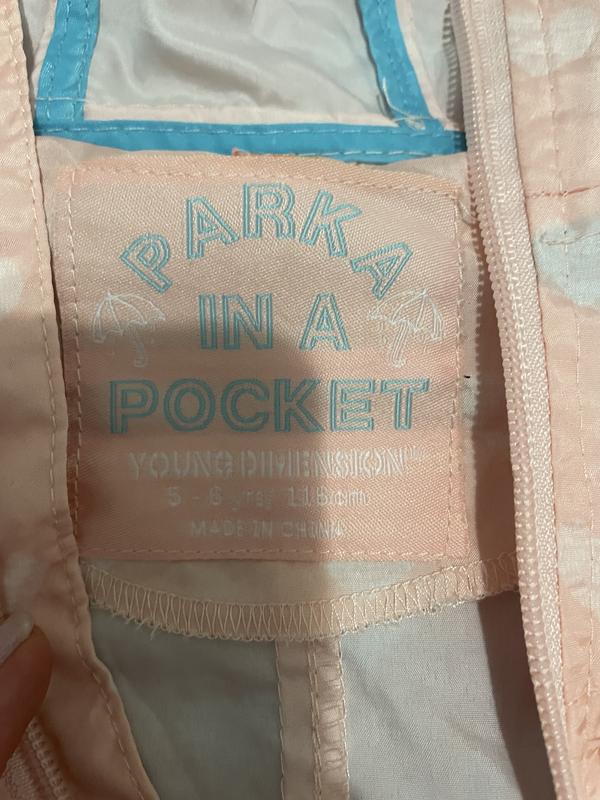 PARKA
IN A
POCKET
YOUNG DIMENSION™
5 - 6 yrs/ 116cm
MADE IN CHINA